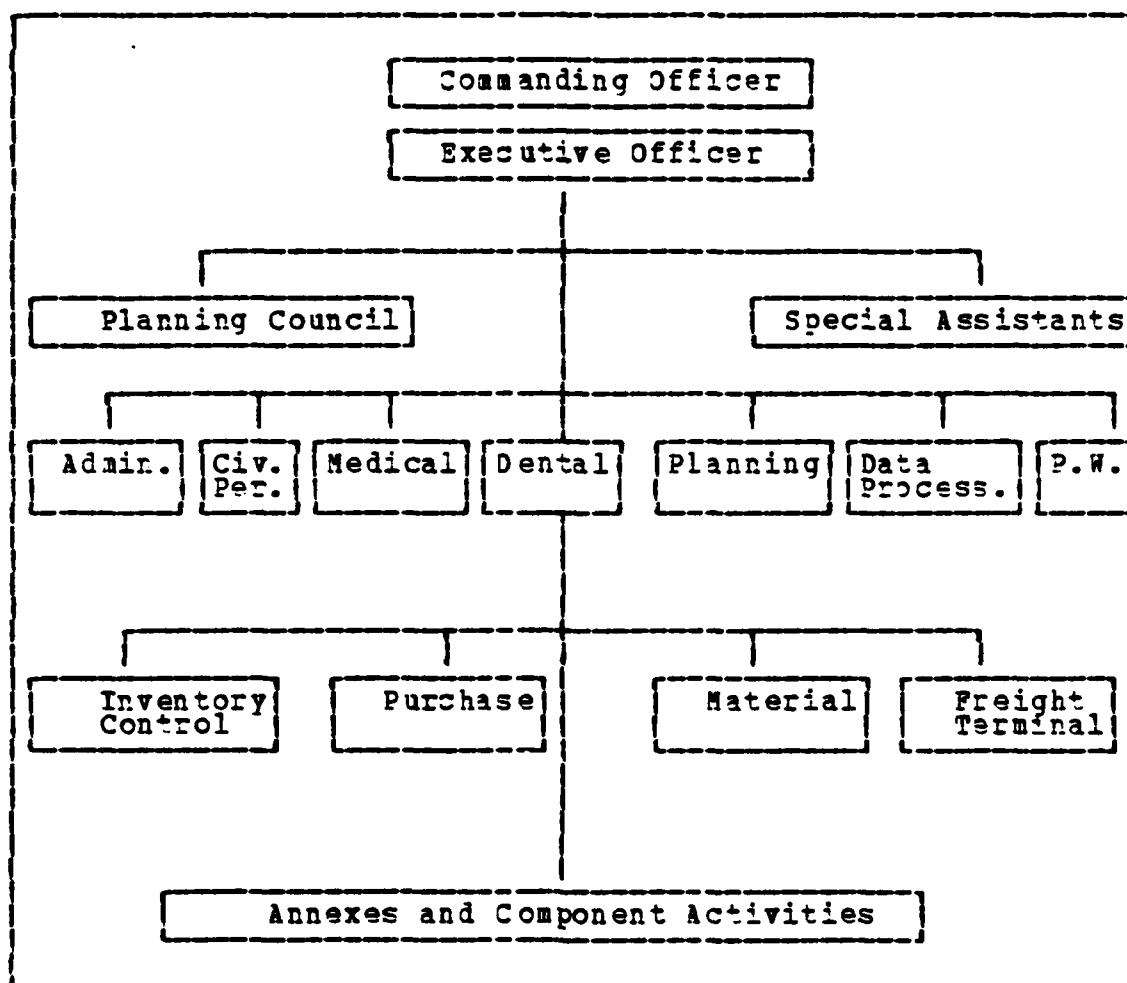 Commanding Officer
Executive Officer
Planning Council
Special Assistants
Admin.
Civ.
Per.
Medical
Dental
Planning
Data
Process.
P.W.
Inventory
Control
Purchase
Material
Freight
Terminal
Annexes and Component Activities